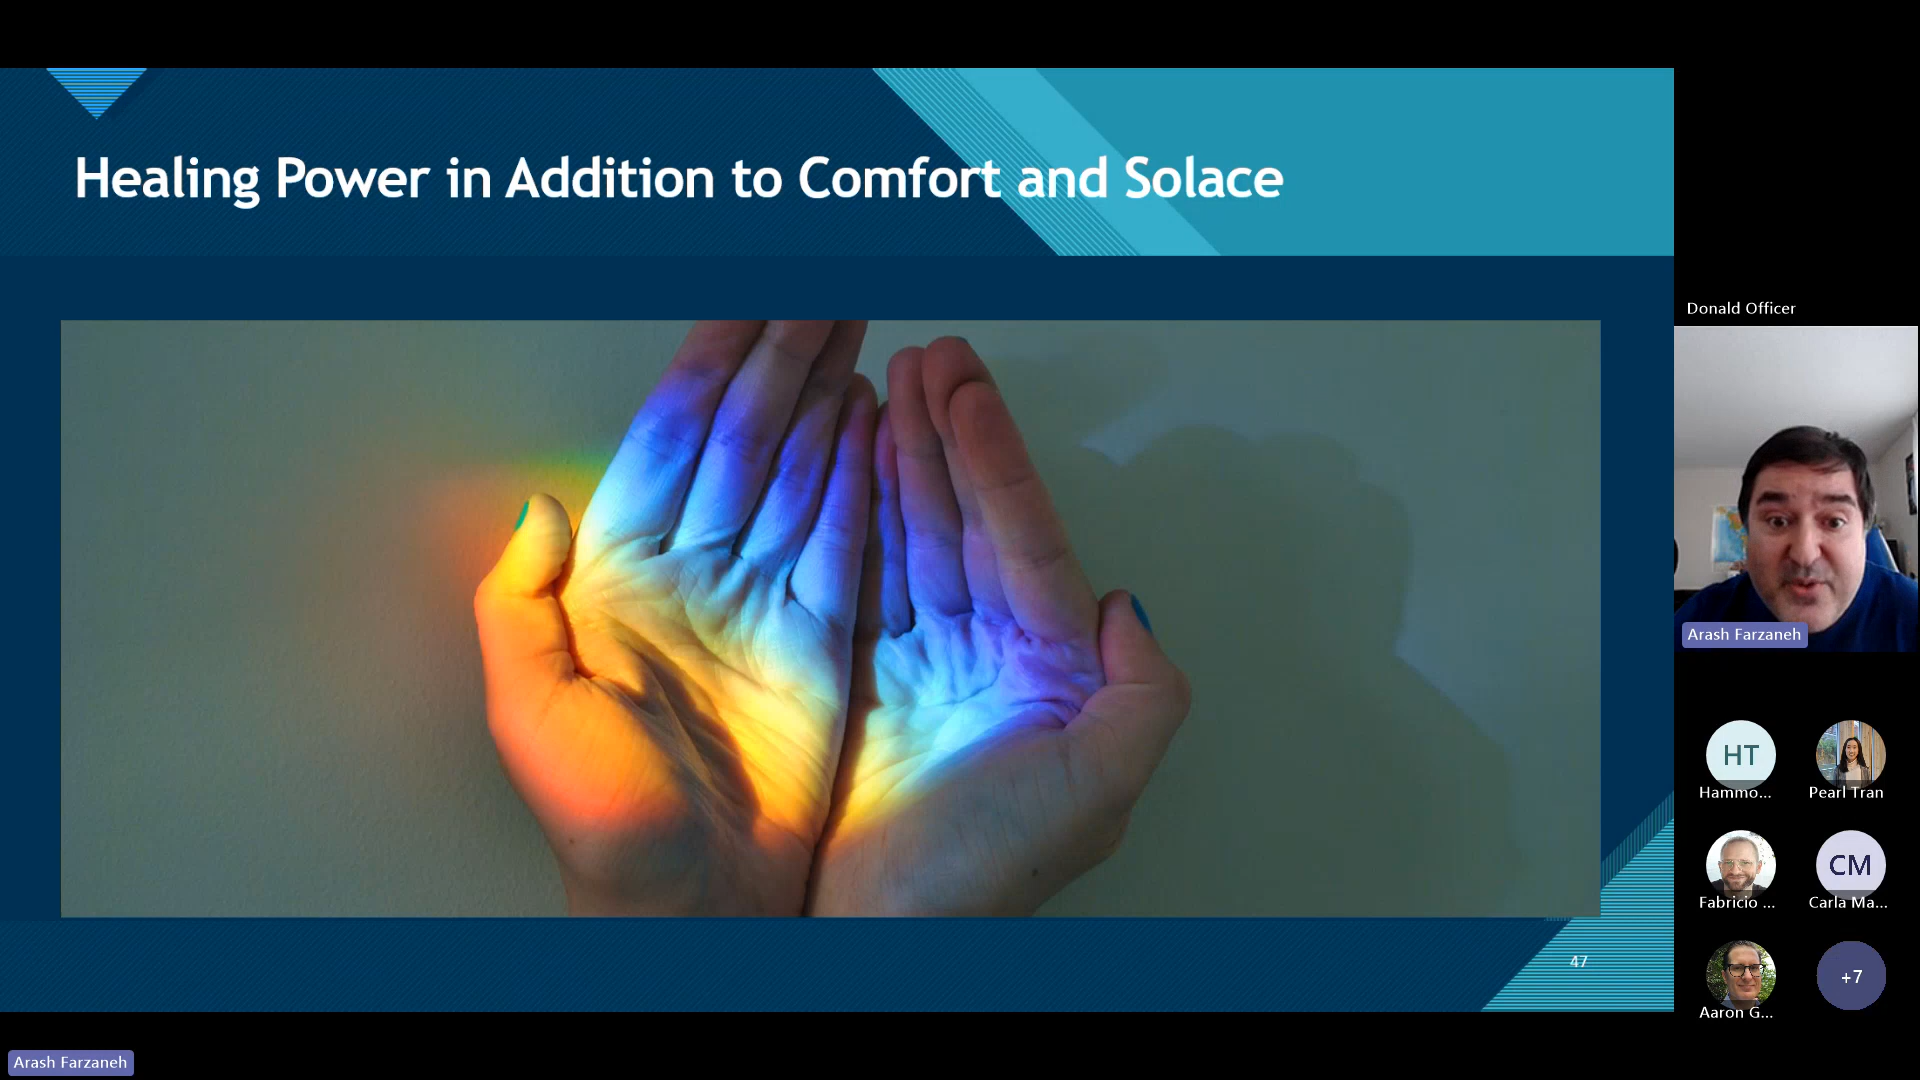 Healing Power in Addition to Comfort and Solace
47
Donald Officer
Arash Farzaneh
HT
Hammo...
Pearl Tran
Fabricio ...
CM
Carla Ma...
Aaron G...
+7
Arash Farzaneh